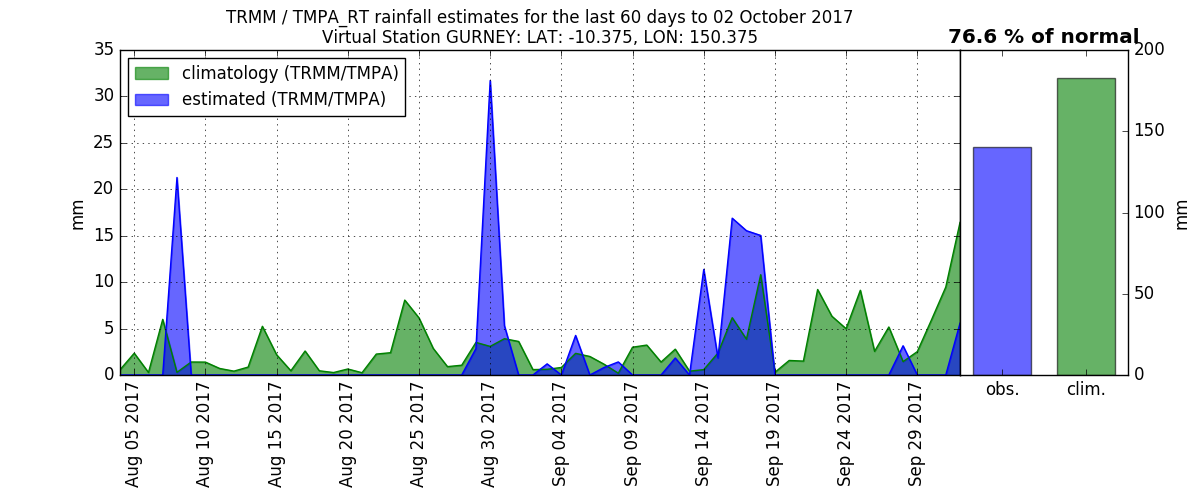 TRMM / TMPA_RT rainfall estimates for the last 60 days to 02 October 2017
Virtual Station GURNEY: LAT: -10.375, LON: 150.375
76.6 % of normal
climatology (TRMM/TMPA)
estimated (TRMM/TMPA)
mm
35
30
25
20
15
10
5
0
Aug 05 2017
Aug 10 2017
Aug 15 2017
Aug 20 2017
Aug 25 2017
Aug 30 2017
Sep 04 2017
Sep 09 2017
Sep 14 2017
Sep 19 2017
Sep 24 2017
Sep 29 2017
obs.
clim.
200
150
100
50
0
mm